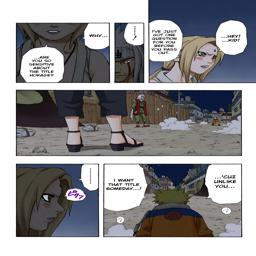 ...HEY!
...KID!
I'VE JUST
GOT ONE
QUESTION
FOR YOU
BEFORE
YOU PASS
OUT.
WHY...
...ARE
YOU SO
SENSITIVE
ABOUT
THE TITLE
HOKAGE?
...'CUZ
UNLIKE
YOU...
I WANT
THAT TITLE
SOMEDAY...!